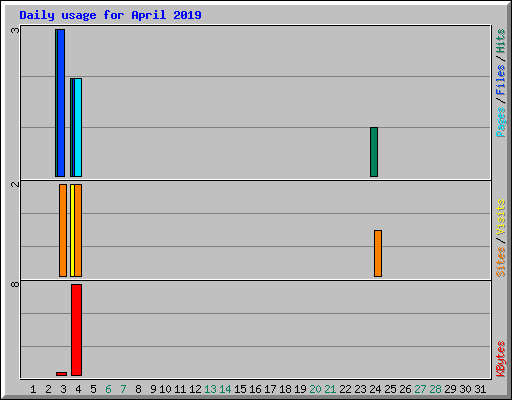 Daily usage for April 2019
3
2
8
Pages / Files / Hits
Sites / Visits
KBytes
1 2 3 4 5 6 7 8 9 10 11 12 13 14 15 16 17 18 19 20 21 22 23 24 25 26 27 28 29 30 31